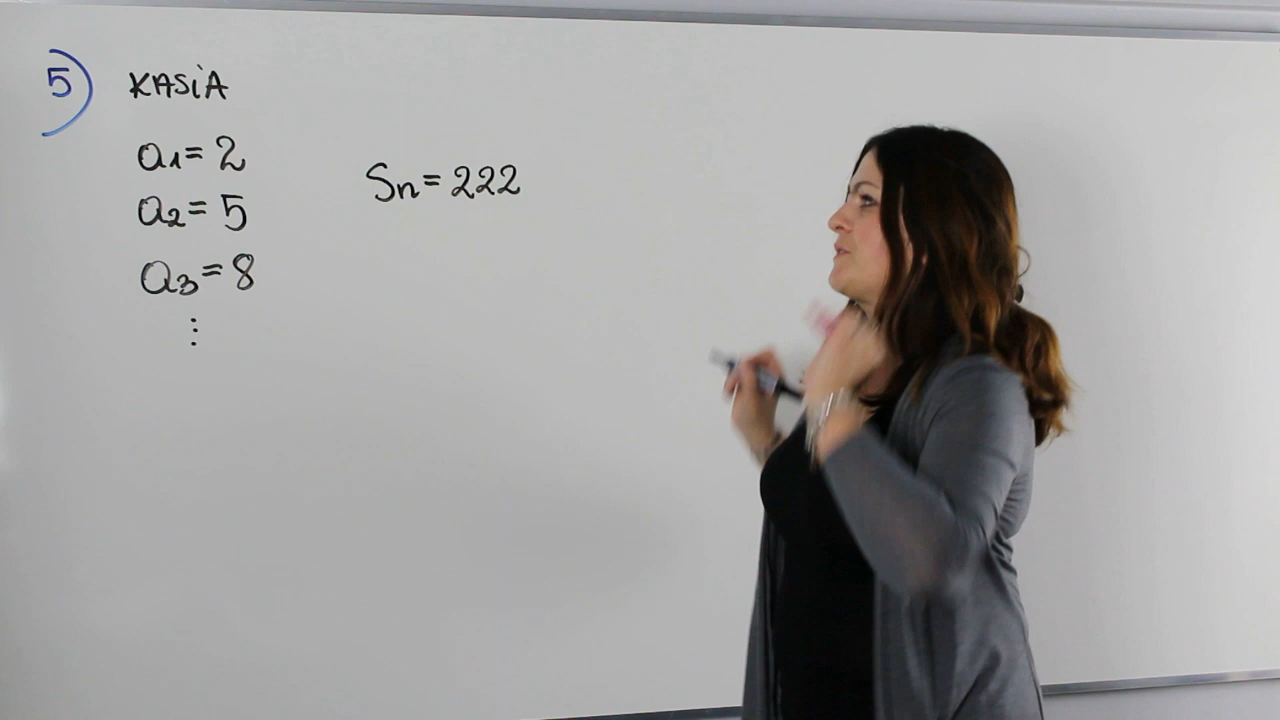 5) KASIA
a1 = 2
a2 = 5
a3 = 8
⋮
Sn = 222